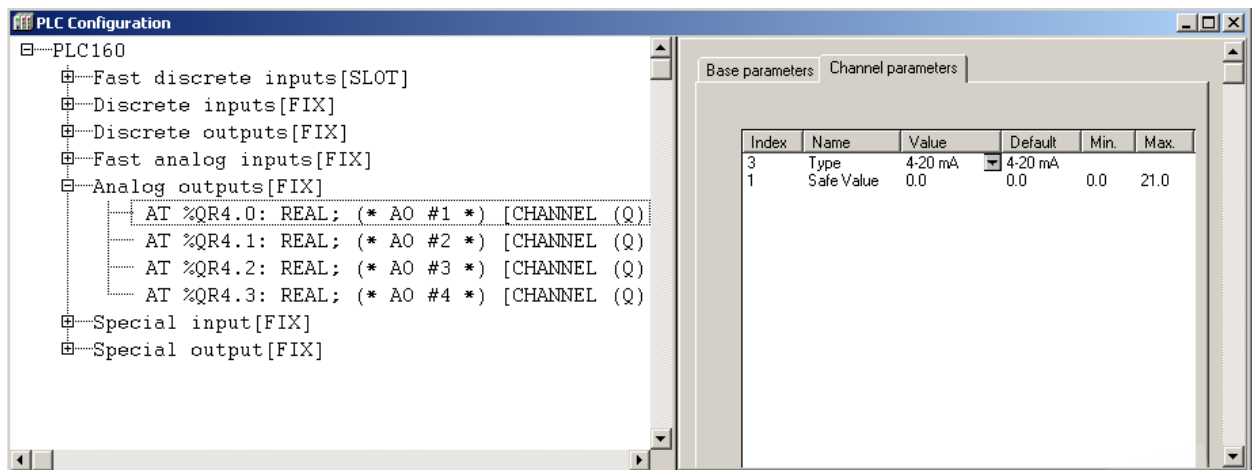 PLC Configuration
PLC160
Fast discrete inputs[SLOT]
Discrete inputs[FIX]
Discrete outputs[FIX]
Fast analog inputs[FIX]
Analog outputs[FIX]
AT %QR4.0: REAL; (* AO #1 *) [CHANNEL (Q)
AT %QR4.1: REAL; (* AO #2 *) [CHANNEL (Q)
AT %QR4.2: REAL; (* AO #3 *) [CHANNEL (Q)
AT %QR4.3: REAL; (* AO #4 *) [CHANNEL (Q)
Special input[FIX]
Special output[FIX]
Base parameters Channel parameters
Index Name Value Default Min. Max.
3 Type 4-20 mA 4-20 mA
1 Safe Value 0.0 0.0 0.0 21.0